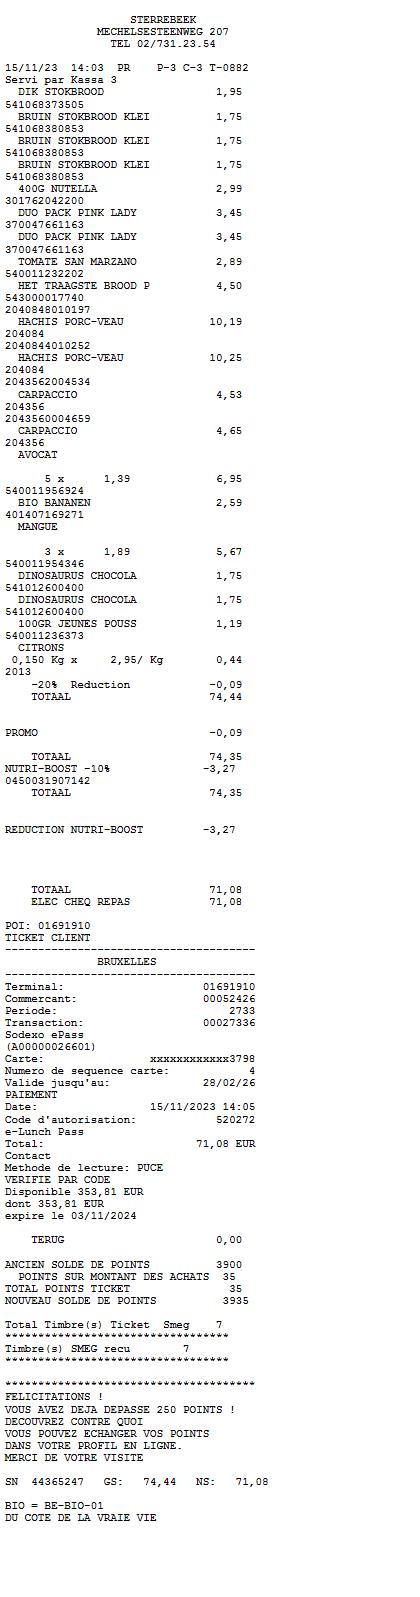 STERREBEEK
MECHELSESTEENWEG 207
TEL 02/731.23.54
15/11/23 14:03 PR P-3 C-3 T-0882
Servi par Kassa 3
DIK STOKBROOD 1,95
541068373505
BRUIN STOKBROOD KLEI 1,75
541068380853
BRUIN STOKBROOD KLEI 1,75
541068380853
BRUIN STOKBROOD KLEI 1,75
541068380853
400G NUTELLA 2,99
301762042200
DUO PACK PINK LADY 3,45
370047661163
DUO PACK PINK LADY 3,45
370047661163
TOMATE SAN MARZANO 2,89
540011232202
HET TRAAGSTE BROOD P 4,50
543000017740
2040848010197
HACHIS PORC-VEAU 10,19
204084
2040844010252
HACHIS PORC-VEAU 10,25
204084
2043562004534
CARPACCIO 4,53
204356
2043560004659
CARPACCIO 4,65
204356
AVOCAT
5 x 1,39 6,95
540011956924
BIO BANANEN 2,59
401407169271
MANGUE
3 x 1,89 5,67
540011954346
DINOSAURUS CHOCOLA 1,75
541012600400
DINOSAURUS CHOCOLA 1,75
541012600400
100GR JEUNES POUSS 1,19
540011236373
CITRONS
0,150 Kg x 2,95/ Kg 0,44
2013
-20% Reduction -0,09
TOTAAL 74,44
PROMO -0,09
TOTAAL 74,35
NUTRI-BOOST -10% -3,27
0450031907142
TOTAAL 74,35
REDUCTION NUTRI-BOOST -3,27
TOTAAL 71,08
ELEC CHEQ REPAS 71,08
POI: 01691910
TICKET CLIENT
--------------------------------------
BRUXELLES
--------------------------------------
Terminal: 01691910
Commercant: 00052426
Periode: 2733
Transaction: 00027336
Sodexo ePass
(A00000026601)
Carte: xxxxxxxxxxxx3798
Numero de sequence carte: 4
Valide jusqu'au: 28/02/26
PAIEMENT
Date: 15/11/2023 14:05
Code d'autorisation: 520272
e-Lunch Pass
Total: 71,08 EUR
Contact
Methode de lecture: PUCE
VERIFIE PAR CODE
Disponible 353,81 EUR
dont 353,81 EUR
expire le 03/11/2024
TERUG 0,00
ANCIEN SOLDE DE POINTS 3900
POINTS SUR MONTANT DES ACHATS 35
TOTAL POINTS TICKET 35
NOUVEAU SOLDE DE POINTS 3935
Total Timbre(s) Ticket Smeg 7
**********************************
Timbre(s) SMEG recu 7
**********************************
**************************************
FELICITATIONS !
VOUS AVEZ DEJA DEPASSE 250 POINTS !
DECOUVREZ CONTRE QUOI
VOUS POUVEZ ECHANGER VOS POINTS
DANS VOTRE PROFIL EN LIGNE.
MERCI DE VOTRE VISITE
SN 44365247 GS: 74,44 NS: 71,08
BIO = BE-BIO-01
DU COTE DE LA VRAIE VIE